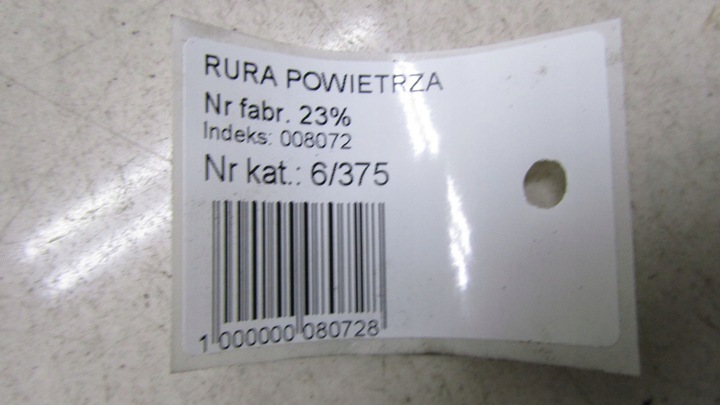 RURA POWIETRZA
Nr fabr. 23%
Indeks: 008072
Nr kat.: 6/375
1 000000 080728